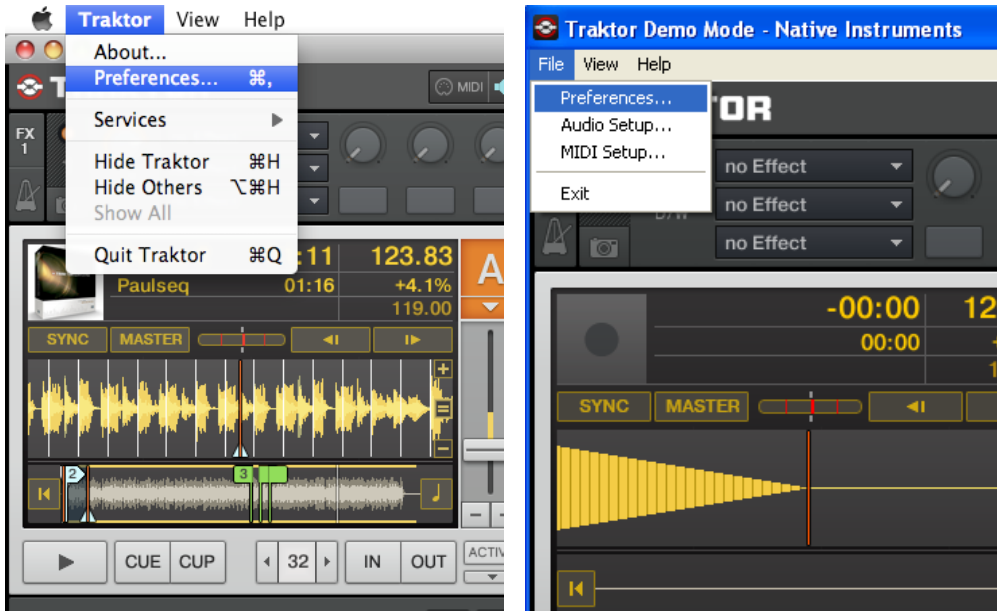 Traktor View Help
About...
Preferences... ⌘,
Services
Hide Traktor ⌘H
Hide Others ⌥⌘H
Show All
Quit Traktor ⌘Q
MIDI
FX
1
:11 123.83
Paulseq 01:16 +4.1%
119.00
A
SYNC MASTER
2
3
CUE CUP 32 IN OUT
Traktor Demo Mode - Native Instruments
File View Help
Preferences...
Audio Setup...
MIDI Setup...
Exit
no Effect
D/W no Effect
no Effect
-00:00 12
00:00
SYNC MASTER